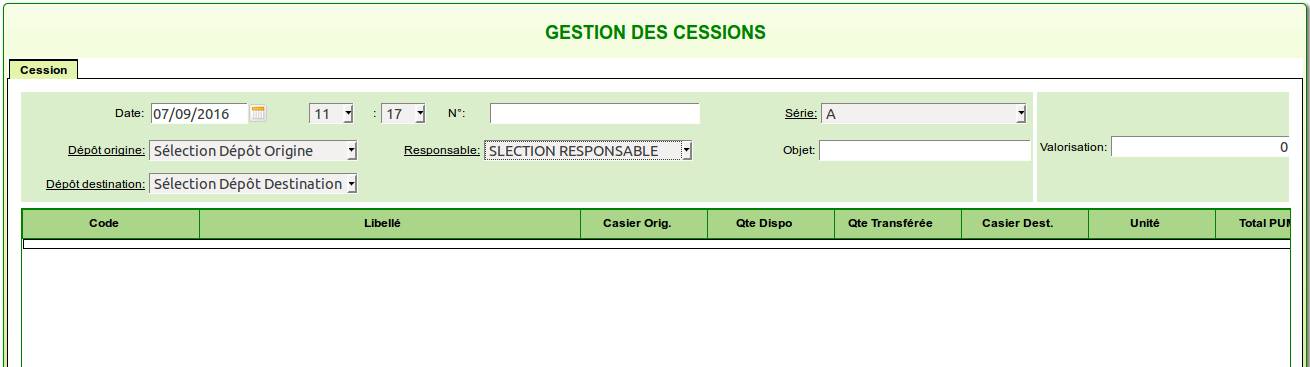 GESTION DES CESSIONS
Cession
Date: 07/09/2016 11 : 17 N°: Série: A
Dépôt origine: Sélection Dépôt Origine Responsable: SLECTION RESPONSABLE Objet: Valorisation: 0
Dépôt destination: Sélection Dépôt Destination
Code Libellé Casier Orig. Qte Dispo Qte Transférée Casier Dest. Unité Total PUM